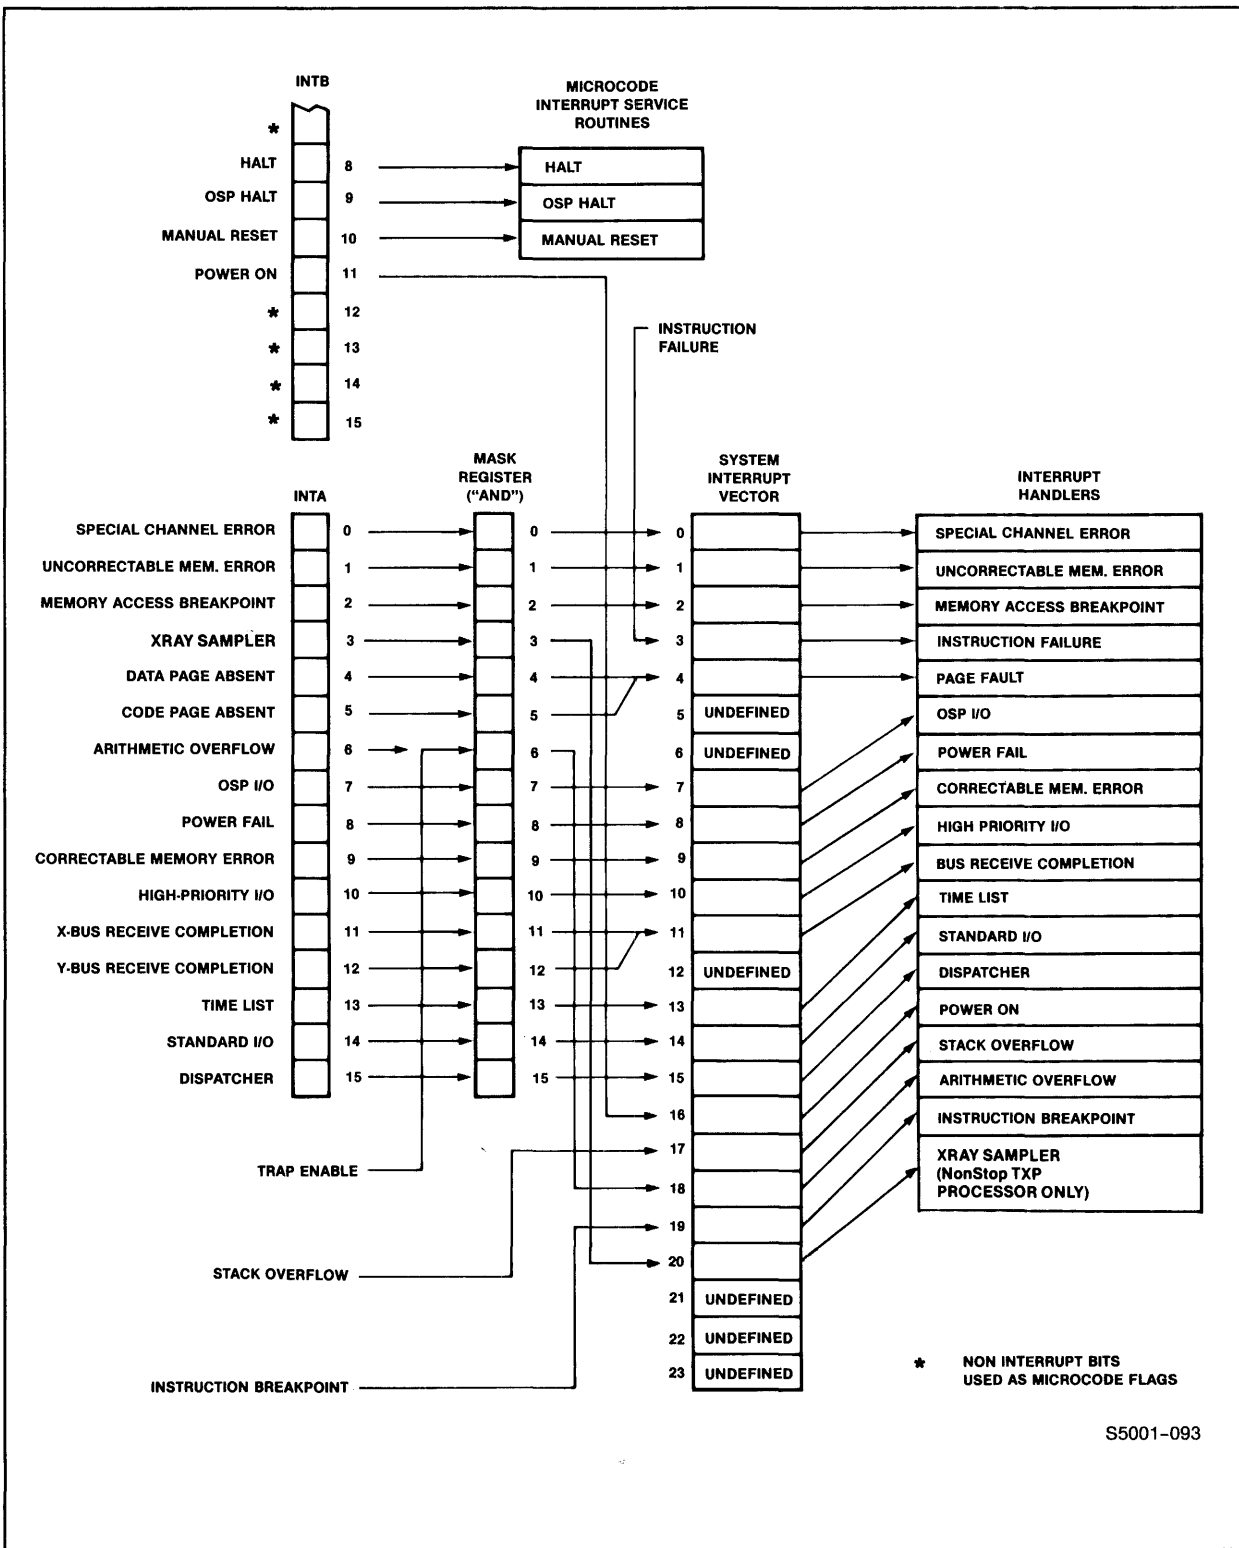 INTB
MICROCODE
INTERRUPT SERVICE
ROUTINES
*
HALT 8 HALT
OSP HALT 9 OSP HALT
MANUAL RESET 10 MANUAL RESET
POWER ON 11
* 12
* 13
* 14
* 15
INSTRUCTION
FAILURE
INTA
MASK
REGISTER
("AND")
SYSTEM
INTERRUPT
VECTOR
INTERRUPT
HANDLERS
SPECIAL CHANNEL ERROR 0 0 0 SPECIAL CHANNEL ERROR
UNCORRECTABLE MEM. ERROR 1 1 1 UNCORRECTABLE MEM. ERROR
MEMORY ACCESS BREAKPOINT 2 2 2 MEMORY ACCESS BREAKPOINT
XRAY SAMPLER 3 3 3 INSTRUCTION FAILURE
DATA PAGE ABSENT 4 4 4 PAGE FAULT
CODE PAGE ABSENT 5 5 5 UNDEFINED OSP I/O
ARITHMETIC OVERFLOW 6 6 6 UNDEFINED POWER FAIL
OSP I/O 7 7 7 CORRECTABLE MEM. ERROR
POWER FAIL 8 8 8 HIGH PRIORITY I/O
CORRECTABLE MEMORY ERROR 9 9 9 BUS RECEIVE COMPLETION
HIGH-PRIORITY I/O 10 10 10 TIME LIST
X-BUS RECEIVE COMPLETION 11 11 11 STANDARD I/O
Y-BUS RECEIVE COMPLETION 12 12 12 UNDEFINED DISPATCHER
TIME LIST 13 13 13 POWER ON
STANDARD I/O 14 14 14 STACK OVERFLOW
DISPATCHER 15 15 15 ARITHMETIC OVERFLOW
16 INSTRUCTION BREAKPOINT
TRAP ENABLE
17
18
XRAY SAMPLER
(NonStop TXP
PROCESSOR ONLY)
19
20
STACK OVERFLOW
21 UNDEFINED
22 UNDEFINED
23 UNDEFINED
INSTRUCTION BREAKPOINT
* NON INTERRUPT BITS
USED AS MICROCODE FLAGS
S5001-093